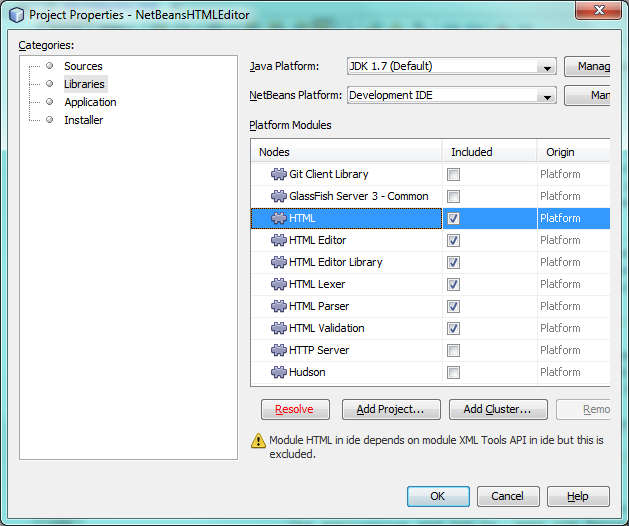 Project Properties - NetBeansHTMLEditor
Categories:
Sources
Libraries
Application
Installer
Java Platform:
JDK 1.7 (Default)
Manag
NetBeans Platform:
Development IDE
Man
Platform Modules
Nodes Included Origin
Git Client Library Platform
GlassFish Server 3 - Common Platform
HTML Platform
HTML Editor Platform
HTML Editor Library Platform
HTML Lexer Platform
HTML Parser Platform
HTML Validation Platform
HTTP Server Platform
Hudson Platform
Resolve Add Project... Add Cluster... Remo
Module HTML in ide depends on module XML Tools API in ide but this is
excluded.
OK Cancel Help